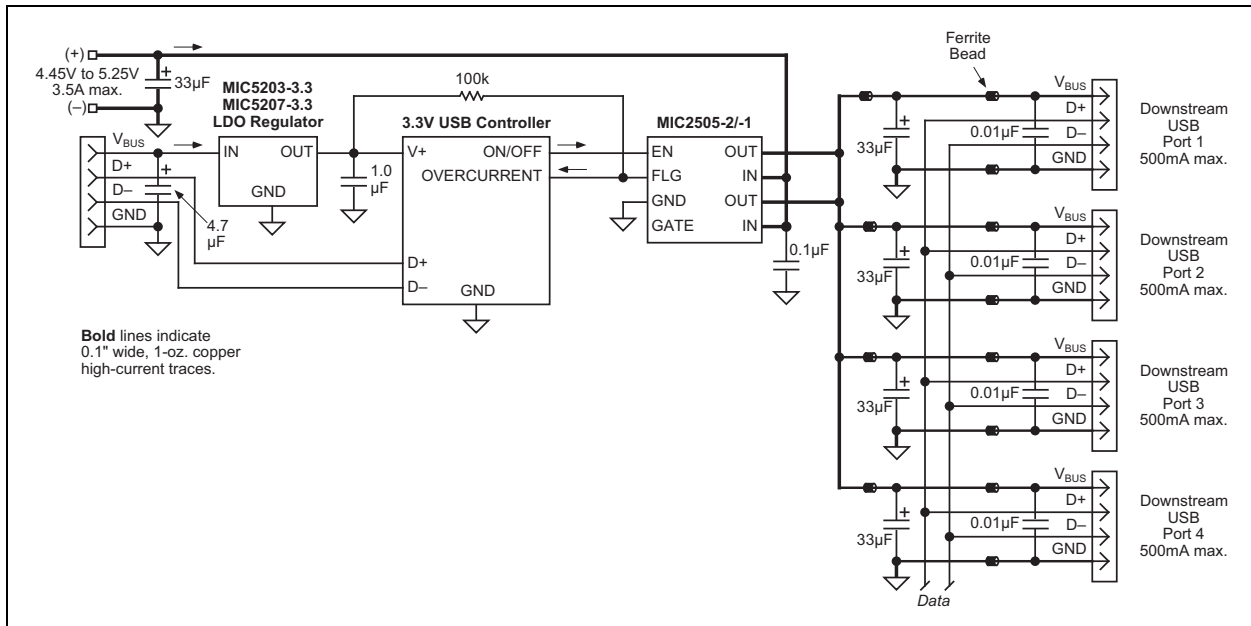 (+)
4.45V to 5.25V
3.5A max.
(–)
+
33µF
MIC5203-3.3
MIC5207-3.3
LDO Regulator
100k
3.3V USB Controller
MIC2505-2/-1
Ferrite
Bead
VBUS
D+
D–
GND
+
4.7
µF
IN
OUT
GND
1.0
µF
V+
ON/OFF
OVERCURRENT
D+
D–
GND
EN
OUT
FLG
IN
GND
OUT
GATE
IN
0.1µF
+
33µF
0.01µF
VBUS
D+
D–
GND
Downstream
USB
Port 1
500mA max.
+
33µF
0.01µF
VBUS
D+
D–
GND
Downstream
USB
Port 2
500mA max.
+
33µF
0.01µF
VBUS
D+
D–
GND
Downstream
USB
Port 3
500mA max.
+
33µF
0.01µF
VBUS
D+
D–
GND
Downstream
USB
Port 4
500mA max.
Data
Bold lines indicate
0.1" wide, 1-oz. copper
high-current traces.